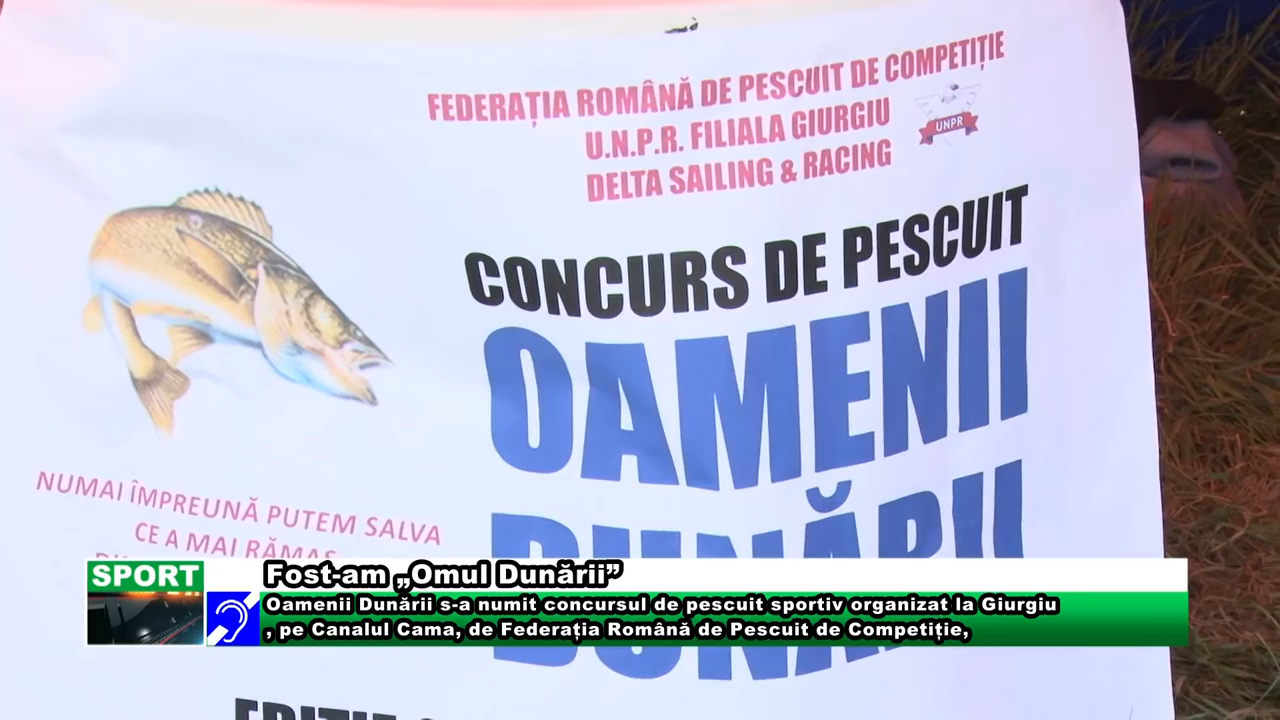 FEDERAȚIA ROMÂNĂ DE PESCUIT DE COMPETIȚIE
U.N.P.R. FILIALA GIURGIU
UNPR
DELTA SAILING & RACING
CONCURS DE PESCUIT
OAMENII
DUNĂRII
NUMAI ÎMPREUNĂ PUTEM SALVA
CE A MAI RĂMAS
SPORT
Fost-am „Omul Dunării”
Oamenii Dunării s-a numit concursul de pescuit sportiv organizat la Giurgiu
, pe Canalul Cama, de Federația Română de Pescuit de Competiție,